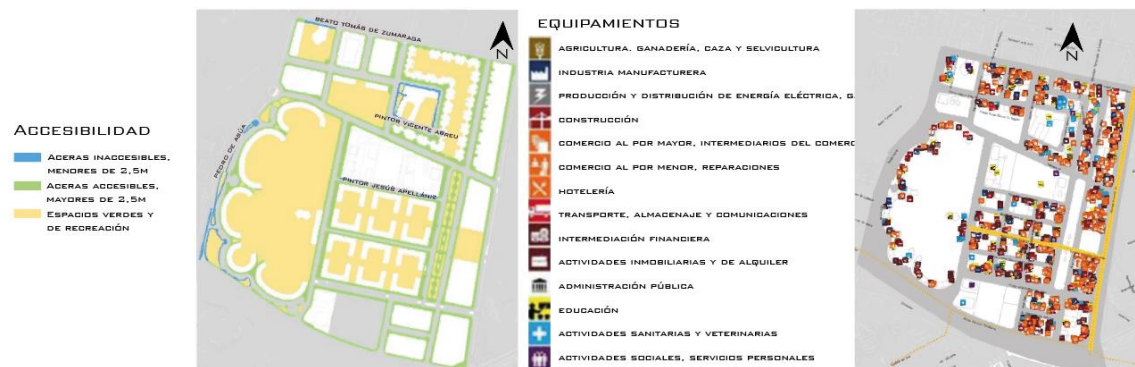 Accesibilidad
Aceras inaccesibles,
menores de 2,5m
Aceras accesibles,
mayores de 2,5m
Espacios verdes y
de recreación
Beato Tomás de Zumaraga
N
Pintor Vicente Abreu
Pedro de Asúa
Pintor Jesús Apellániz
EQUIPAMIENTOS
AGRICULTURA. GANADERÍA, CAZA Y SELVICULTURA
INDUSTRIA MANUFACTURERA
PRODUCCIÓN Y DISTRIBUCIÓN DE ENERGÍA ELÉCTRICA, G
CONSTRUCCIÓN
COMERCIO AL POR MAYOR, INTERMEDIARIOS DEL COMERC
COMERCIO AL POR MENOR, REPARACIONES
HOTELERÍA
TRANSPORTE, ALMACENAJE Y COMUNICACIONES
INTERMEDIACIÓN FINANCIERA
ACTIVIDADES INMOBILIARIAS Y DE ALQUILER
ADMINISTRACIÓN PÚBLICA
EDUCACIÓN
ACTIVIDADES SANITARIAS Y VETERINARIAS
ACTIVIDADES SOCIALES, SERVICIOS PERSONALES
N